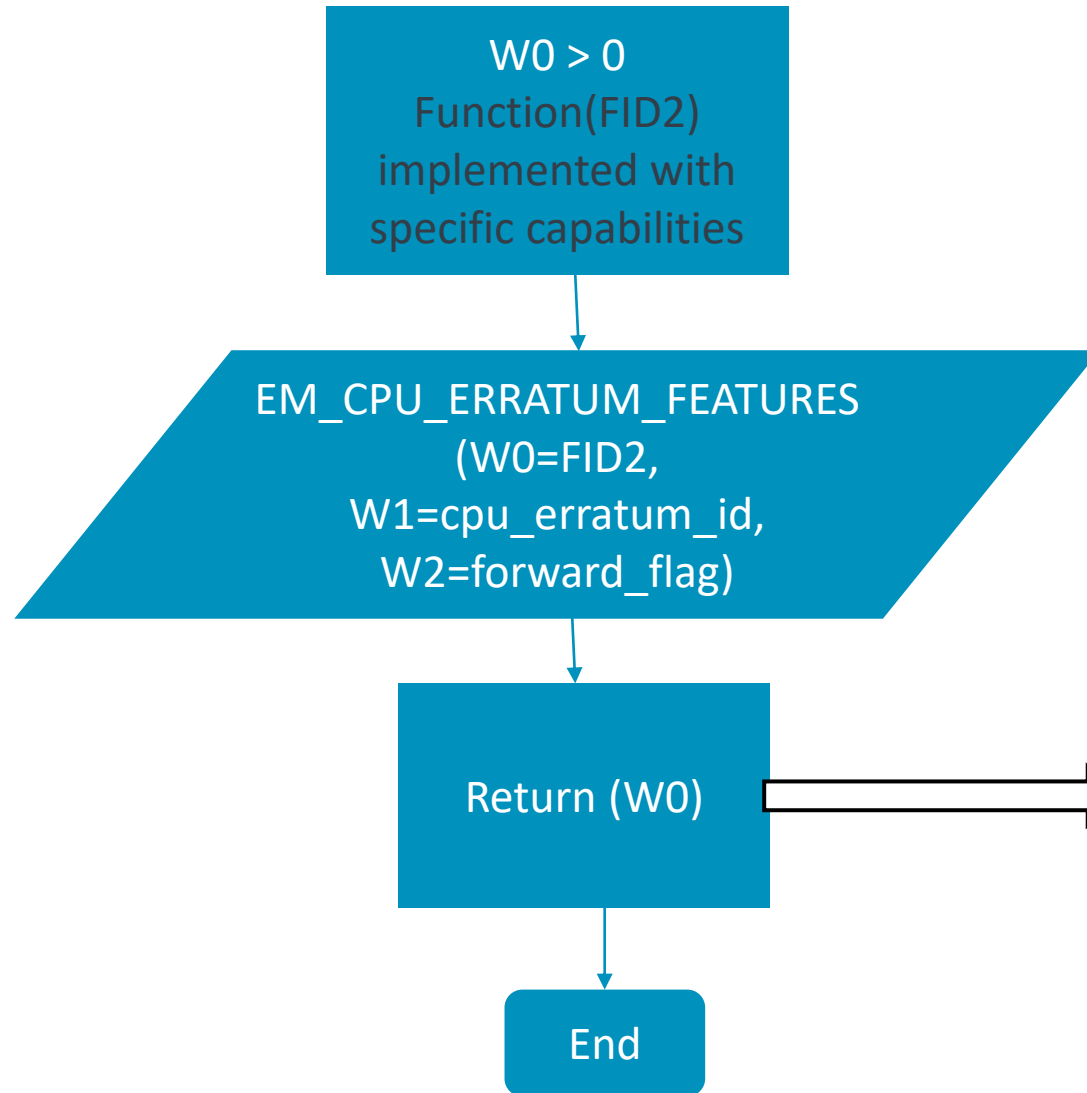 W0 > 0
Function(FID2)
implemented with
specific capabilities
EM_CPU_ERRATUM_FEATURES
(W0=FID2,
W1=cpu_erratum_id,
W2=forward_flag)
Return (W0)
End